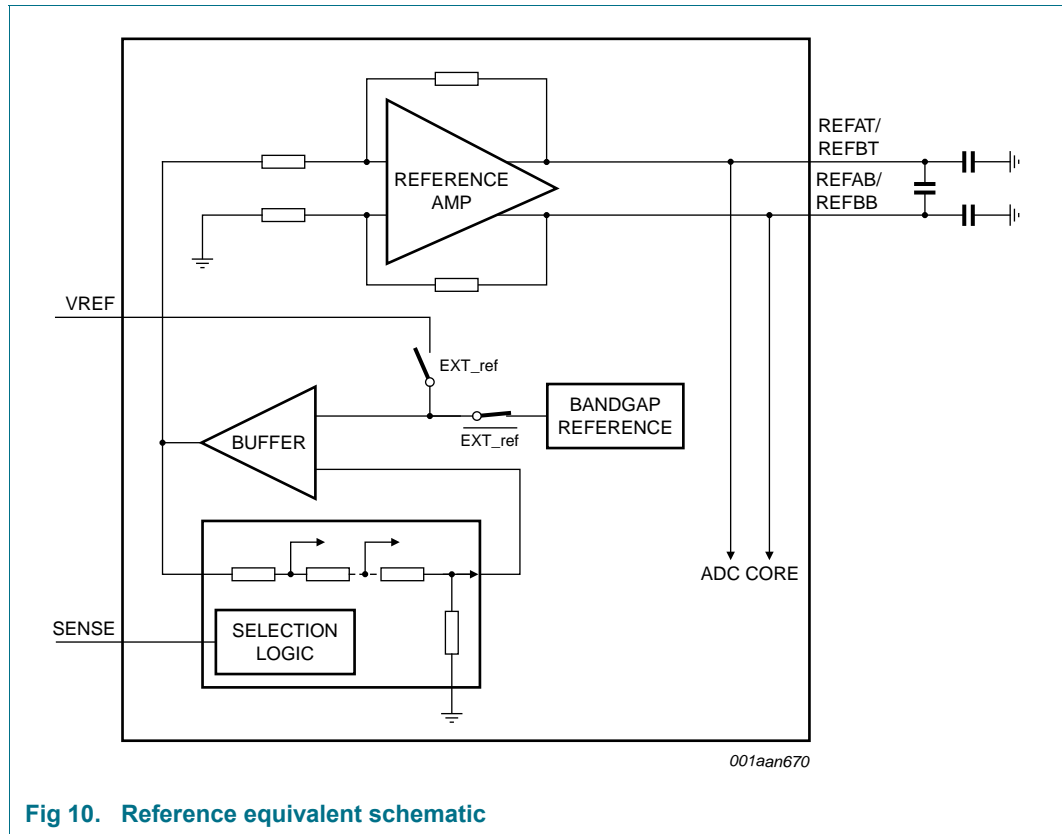 REFAT/
REFBT
REFERENCE
AMP
REFAB/
REFBB
VREF
EXT_ref
BANDGAP
REFERENCE
BUFFER
EXT_ref
ADC CORE
SENSE
SELECTION
LOGIC
001aan670
Fig 10. Reference equivalent schematic